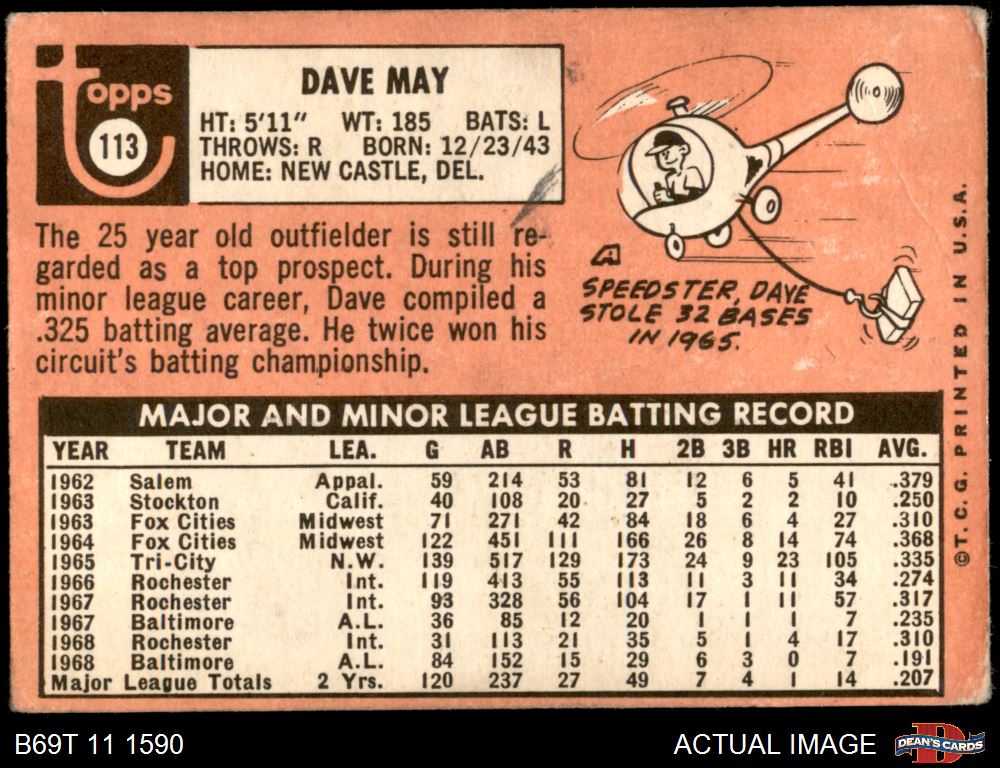 Topps
113
DAVE MAY
HT: 5'11" WT: 185 BATS: L
THROWS: R BORN: 12/23/43
HOME: NEW CASTLE, DEL.
The 25 year old outfielder is still re-
garded as a top prospect. During his
minor league career, Dave compiled a
.325 batting average. He twice won his
circuit's batting championship.
A
SPEEDSTER, DAVE
STOLE 32 BASES
IN 1965.
MAJOR AND MINOR LEAGUE BATTING RECORD
YEAR TEAM LEA. G AB R H 2B 3B HR RBI AVG.
1962 Salem Appal. 59 214 53 81 12 6 5 41 .379
1963 Stockton Calif. 40 108 20 27 5 2 2 10 .250
1963 Fox Cities Midwest 71 271 42 84 18 6 4 27 .310
1964 Fox Cities Midwest 122 451 111 166 26 8 14 74 .368
1965 Tri-City N.W. 139 517 129 173 24 9 23 105 .335
1966 Rochester Int. 119 413 55 113 11 3 11 34 .274
1967 Rochester Int. 93 328 56 104 17 1 11 57 .317
1967 Baltimore A.L. 36 85 12 20 1 1 1 7 .235
1968 Rochester Int. 31 113 21 35 5 1 4 17 .310
1968 Baltimore A.L. 84 152 15 29 6 3 0 7 .191
Major League Totals 2 Yrs. 120 237 27 49 7 4 1 14 .207
©T.C.G. PRINTED IN U.S.A.
B69T 11 1590
ACTUAL IMAGE
DEAN'S CARDS